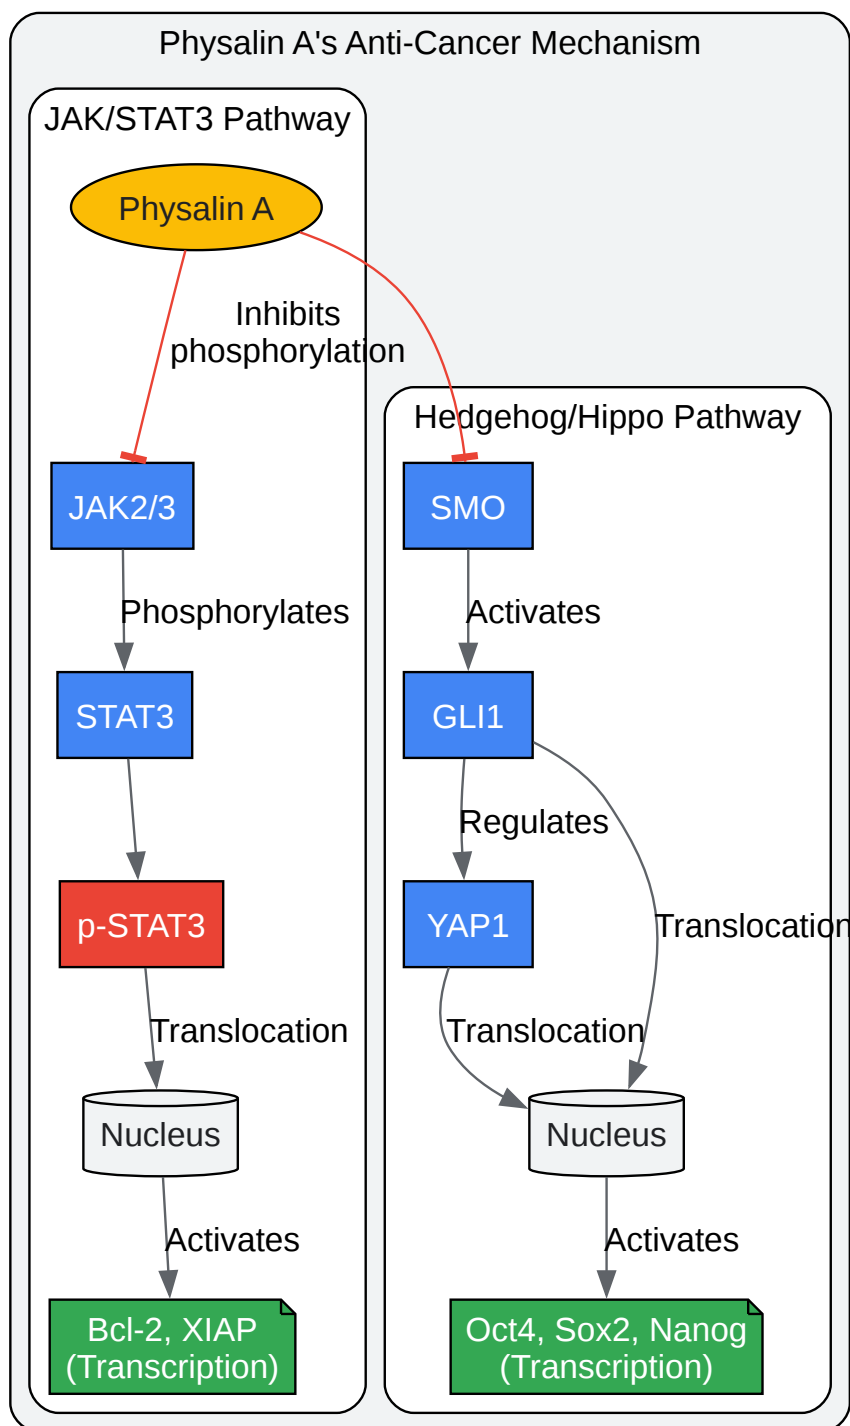 Physalin A's Anti-Cancer Mechanism
JAK/STAT3 Pathway
Physalin A
Inhibits
phosphorylation
JAK2/3
Phosphorylates
STAT3
p-STAT3
Translocation
Nucleus
Activates
Bcl-2, XIAP
(Transcription)
Hedgehog/Hippo Pathway
SMO
Activates
GLI1
Regulates
YAP1
Translocation
Translocation
Nucleus
Activates
Oct4, Sox2, Nanog
(Transcription)